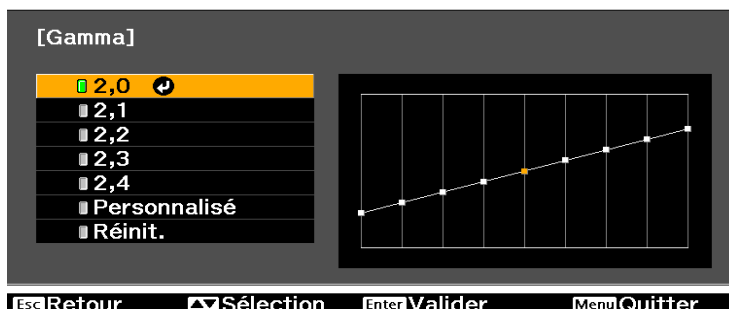 [Gamma]
2,0
2,1
2,2
2,3
2,4
Personnalisé
Réinit.
Esc Retour Sélection Enter Valider Menu Quitter